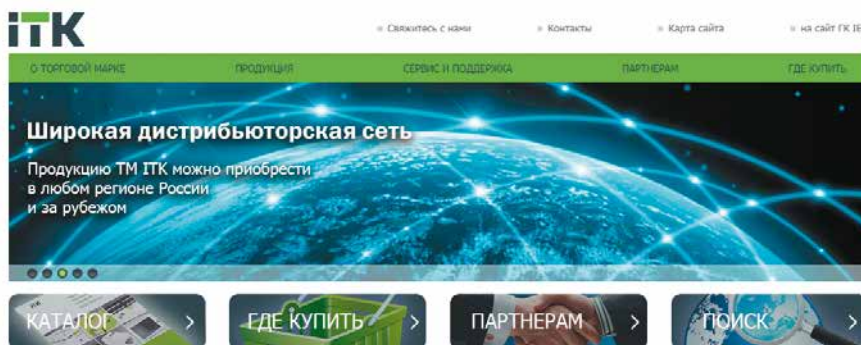 iTK
Свяжитесь с нами
Контакты
Карта сайта
на сайт ГК IE
О ТОРГОВОЙ МАРКЕ
ПРОДУКЦИЯ
СЕРВИС И ПОДДЕРЖКА
ПАРТНЕРАМ
ГДЕ КУПИТЬ
Широкая дистрибьюторская сеть
Продукцию ТМ ITK можно приобрести
в любом регионе России
и за рубежом
КАТАЛОГ
ГДЕ КУПИТЬ
ПАРТНЕРАМ
ПОИСК